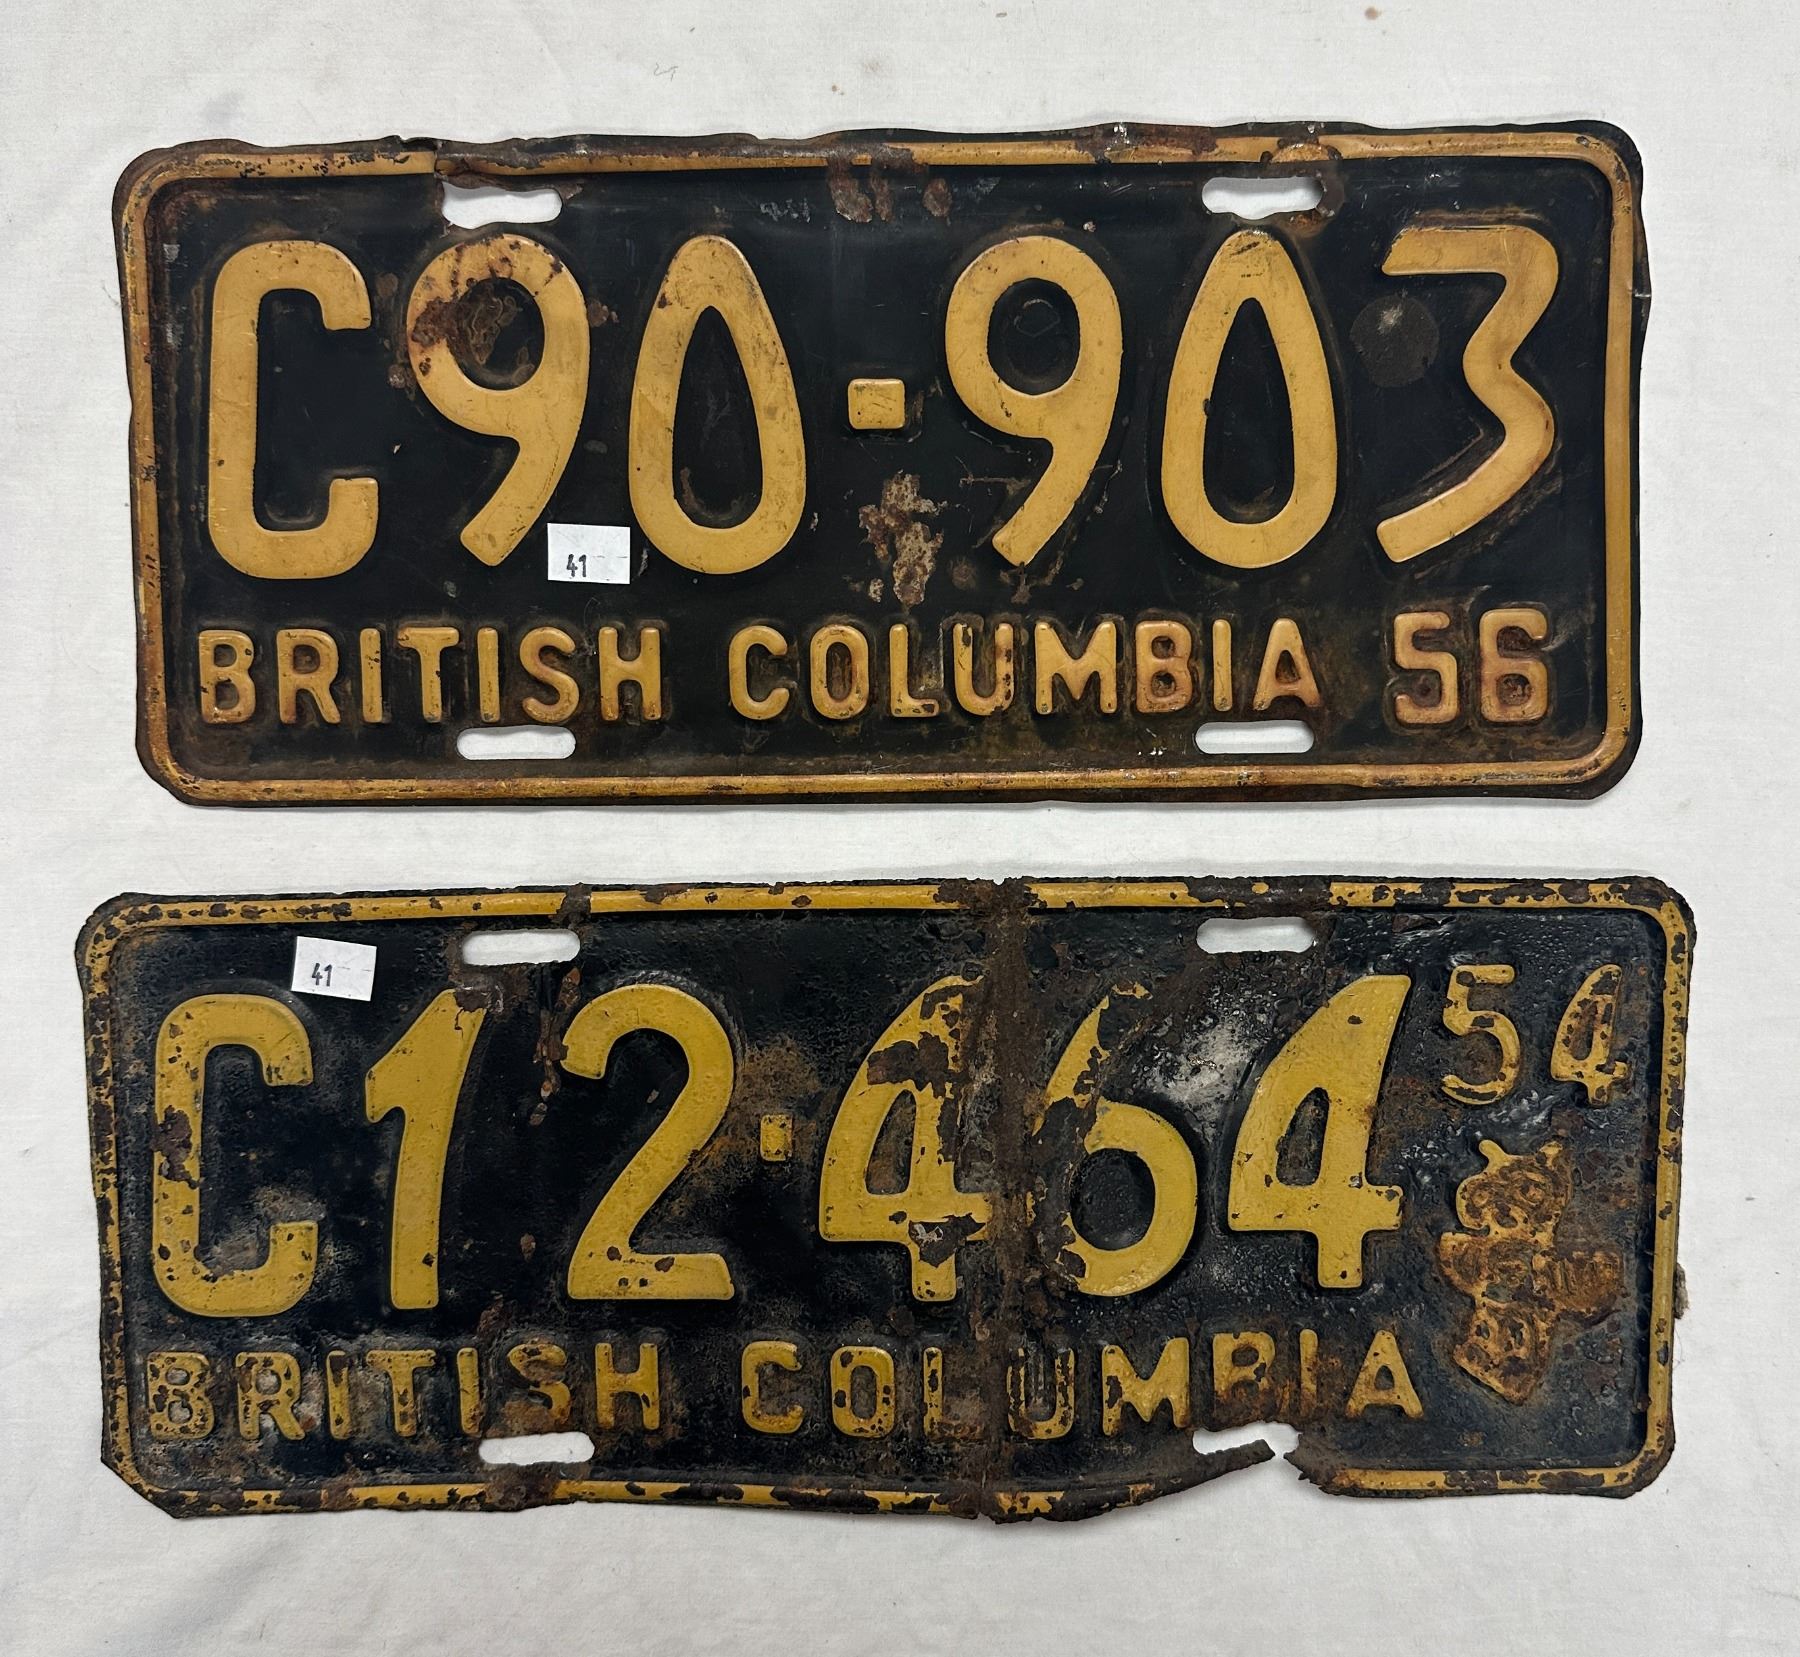 C90-903
41
BRITISH COLUMBIA 56
41
C12-464 54
BRITISH COLUMBIA